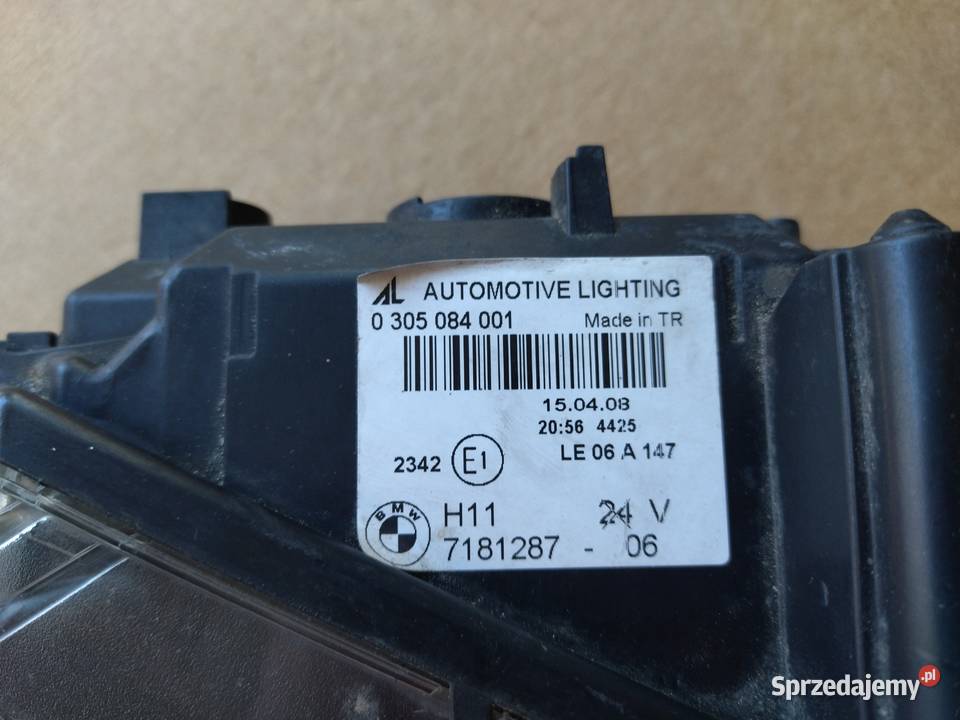 AL AUTOMOTIVE LIGHTING
0 305 084 001 Made in TR
15.04.08
20:56 4425
LE 06 A 147
2342 E1
BMW H11 24 V
7181287 - 06
Sprzedajemy.pl